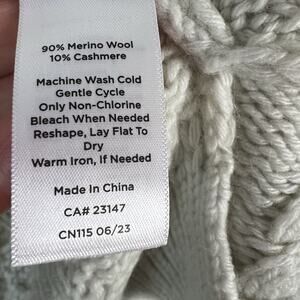 90% Merino Wool
10% Cashmere
Machine Wash Cold
Gentle Cycle
Only Non-Chlorine
Bleach When Needed
Reshape, Lay Flat To
Dry
Warm Iron, if Needed
Made In China
CA# 23147
CN115 06/23